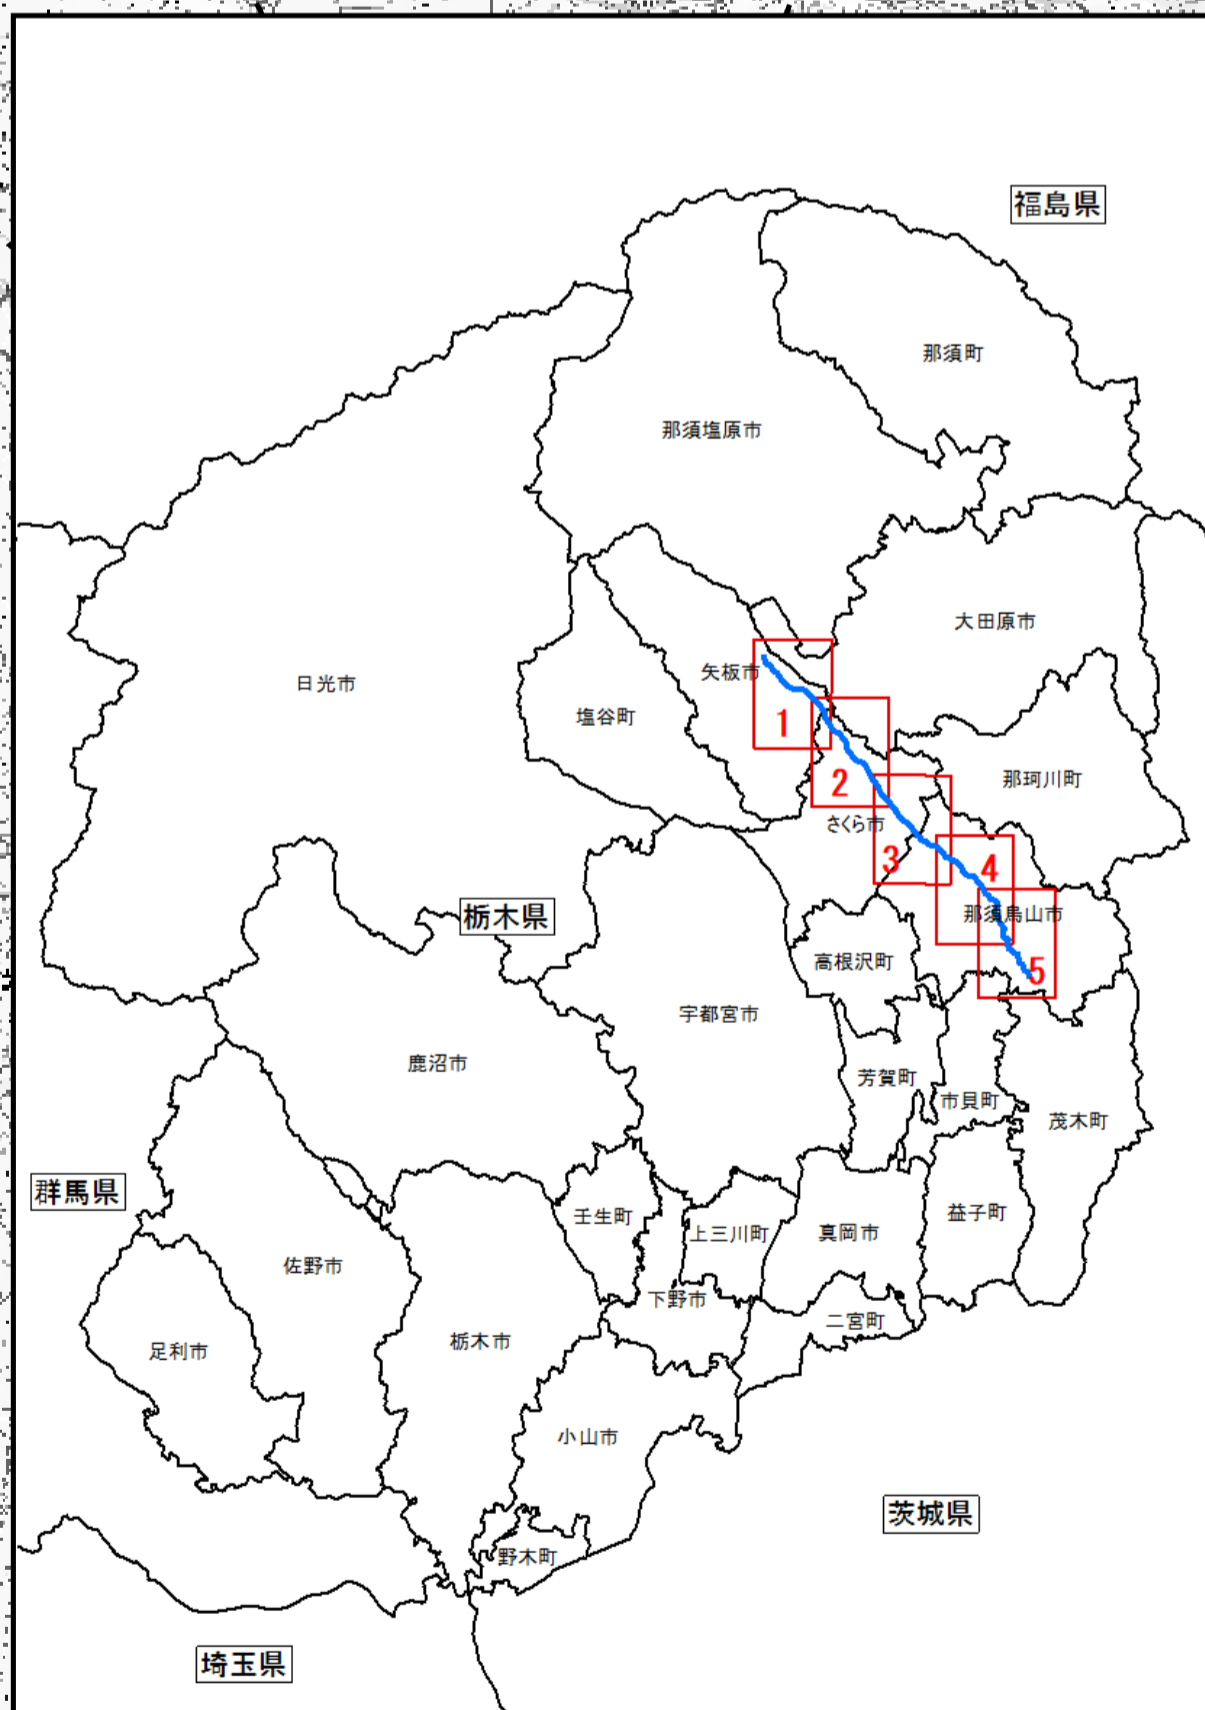 福島県
那須町
那須塩原市
大田原市
矢板市
日光市
塩谷町
1
那珂川町
2
さくら市
3
4
栃木県
那須烏山市
高根沢町
5
宇都宮市
鹿沼市
芳賀町
市貝町
茂木町
群馬県
壬生町
益子町
上三川町
真岡市
佐野市
下野市
二宮町
足利市
栃木市
小山市
茨城県
野木町
埼玉県